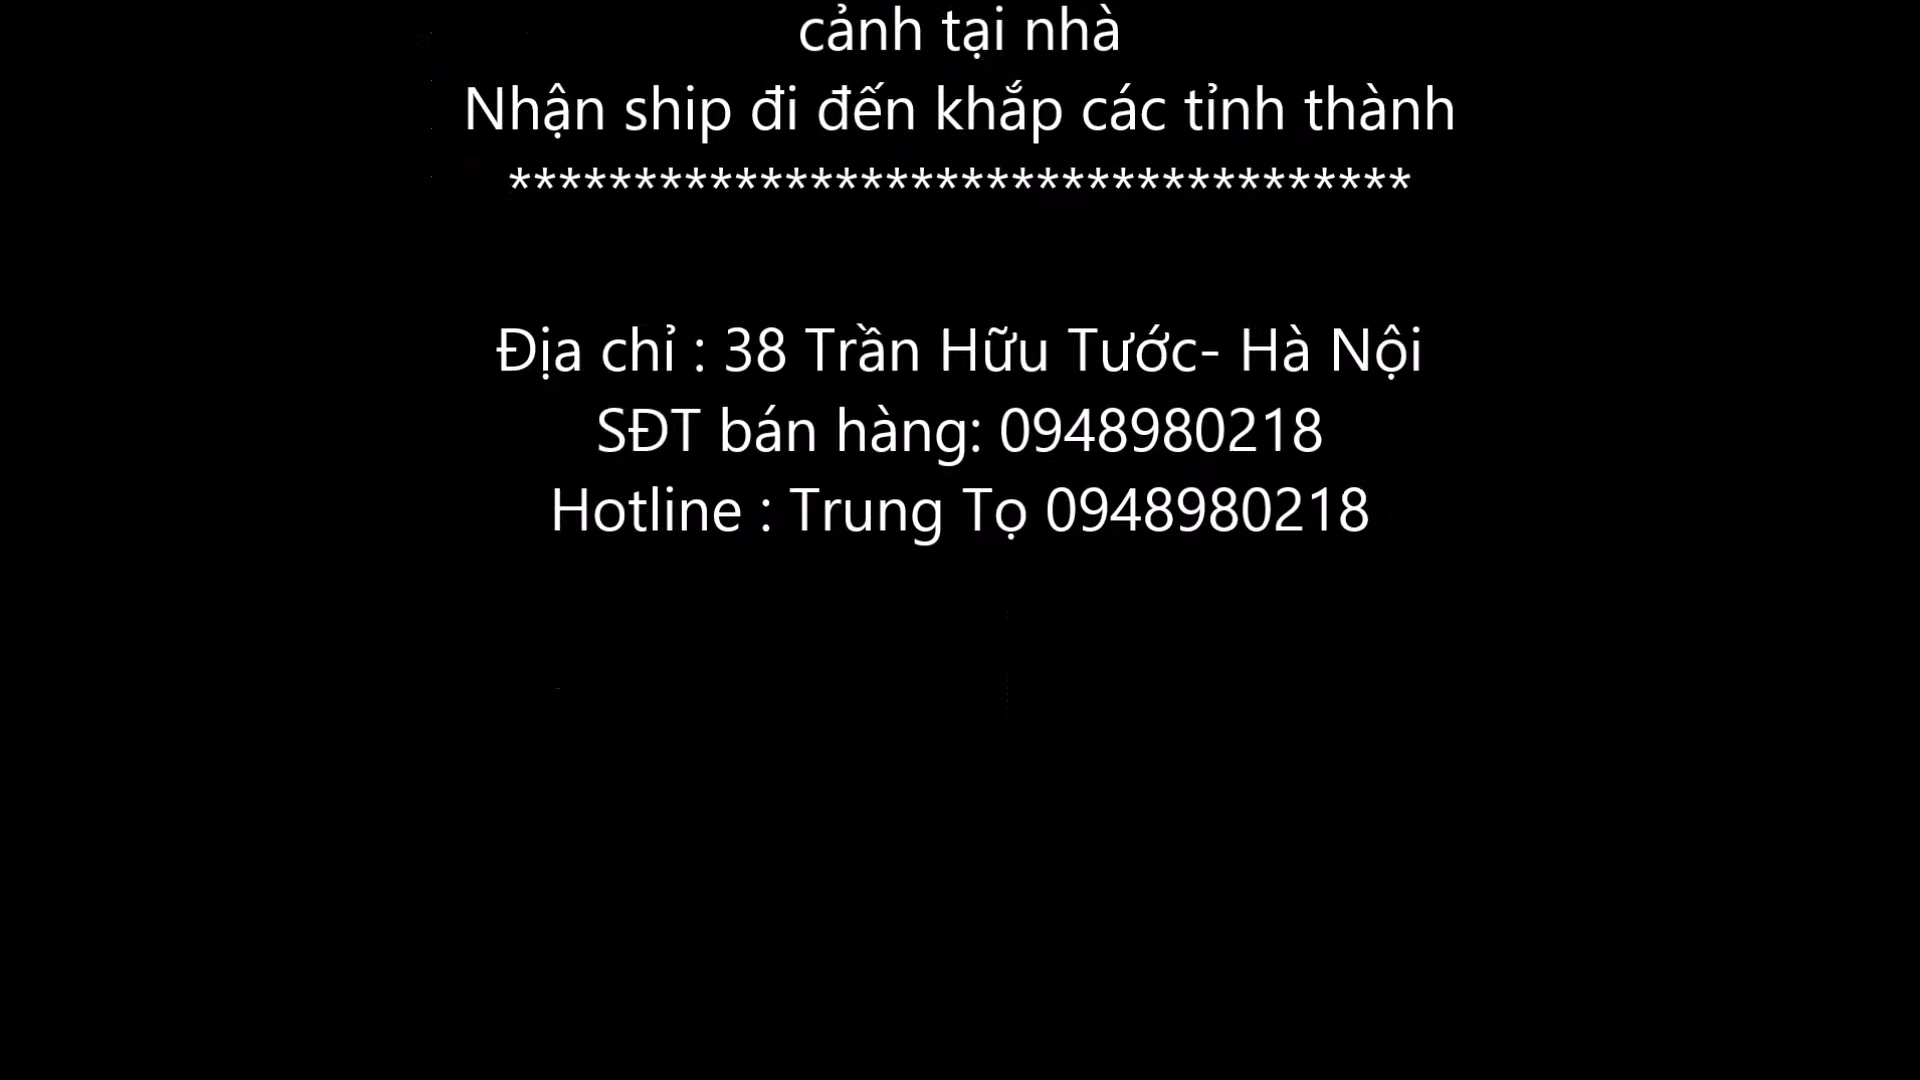 cảnh tại nhà
Nhận ship đi đến khắp các tỉnh thành
************************************
Địa chỉ : 38 Trần Hữu Tước- Hà Nội
SĐT bán hàng: 0948980218
Hotline : Trung Tọ 0948980218